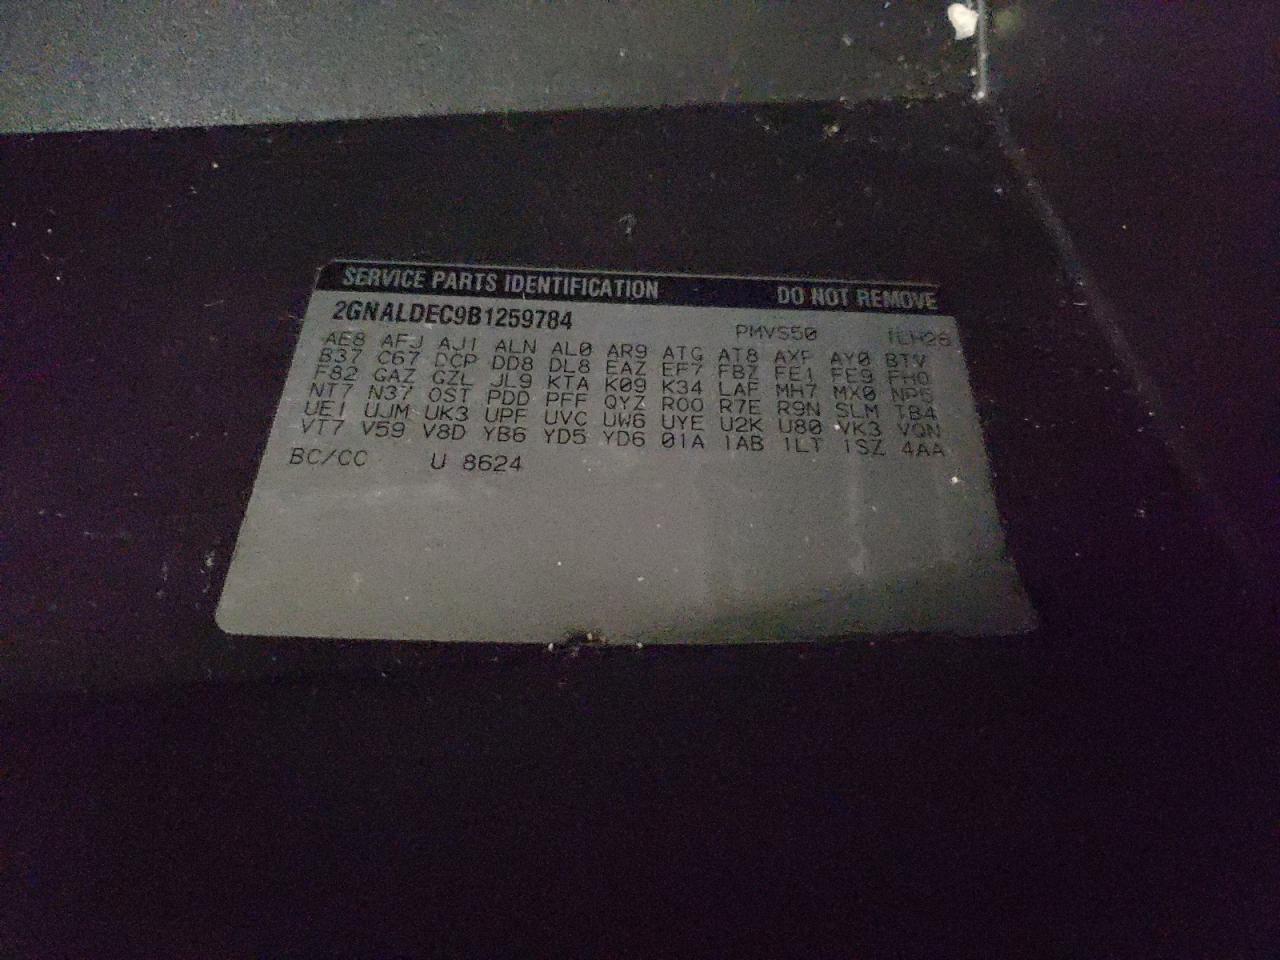 SERVICE PARTS IDENTIFICATION DO NOT REMOVE
2GNALDEC9B1259784 PMVS50 1LH26
AE8 AFJ AJ1 ALN AL0 AR9 ATG AT8 AXF AY0 BTV
B37 C67 DCP DD8 DL8 EAZ EF7 FBZ FE1 FE9 FHO
F82 GAZ GZL JL9 KTA K09 K34 LAF MH7 MX0 NP5
NT7 N37 OST PDD PFF QYZ ROO R7E R9N SLM TB4
UE1 UJM UK3 UPF UVC UW6 UYE U2K U80 VK3 VQN
VT7 V59 V8D YB6 YD5 YD6 01A 1AB 1LT 1SZ 4AA
BC/CC U 8624